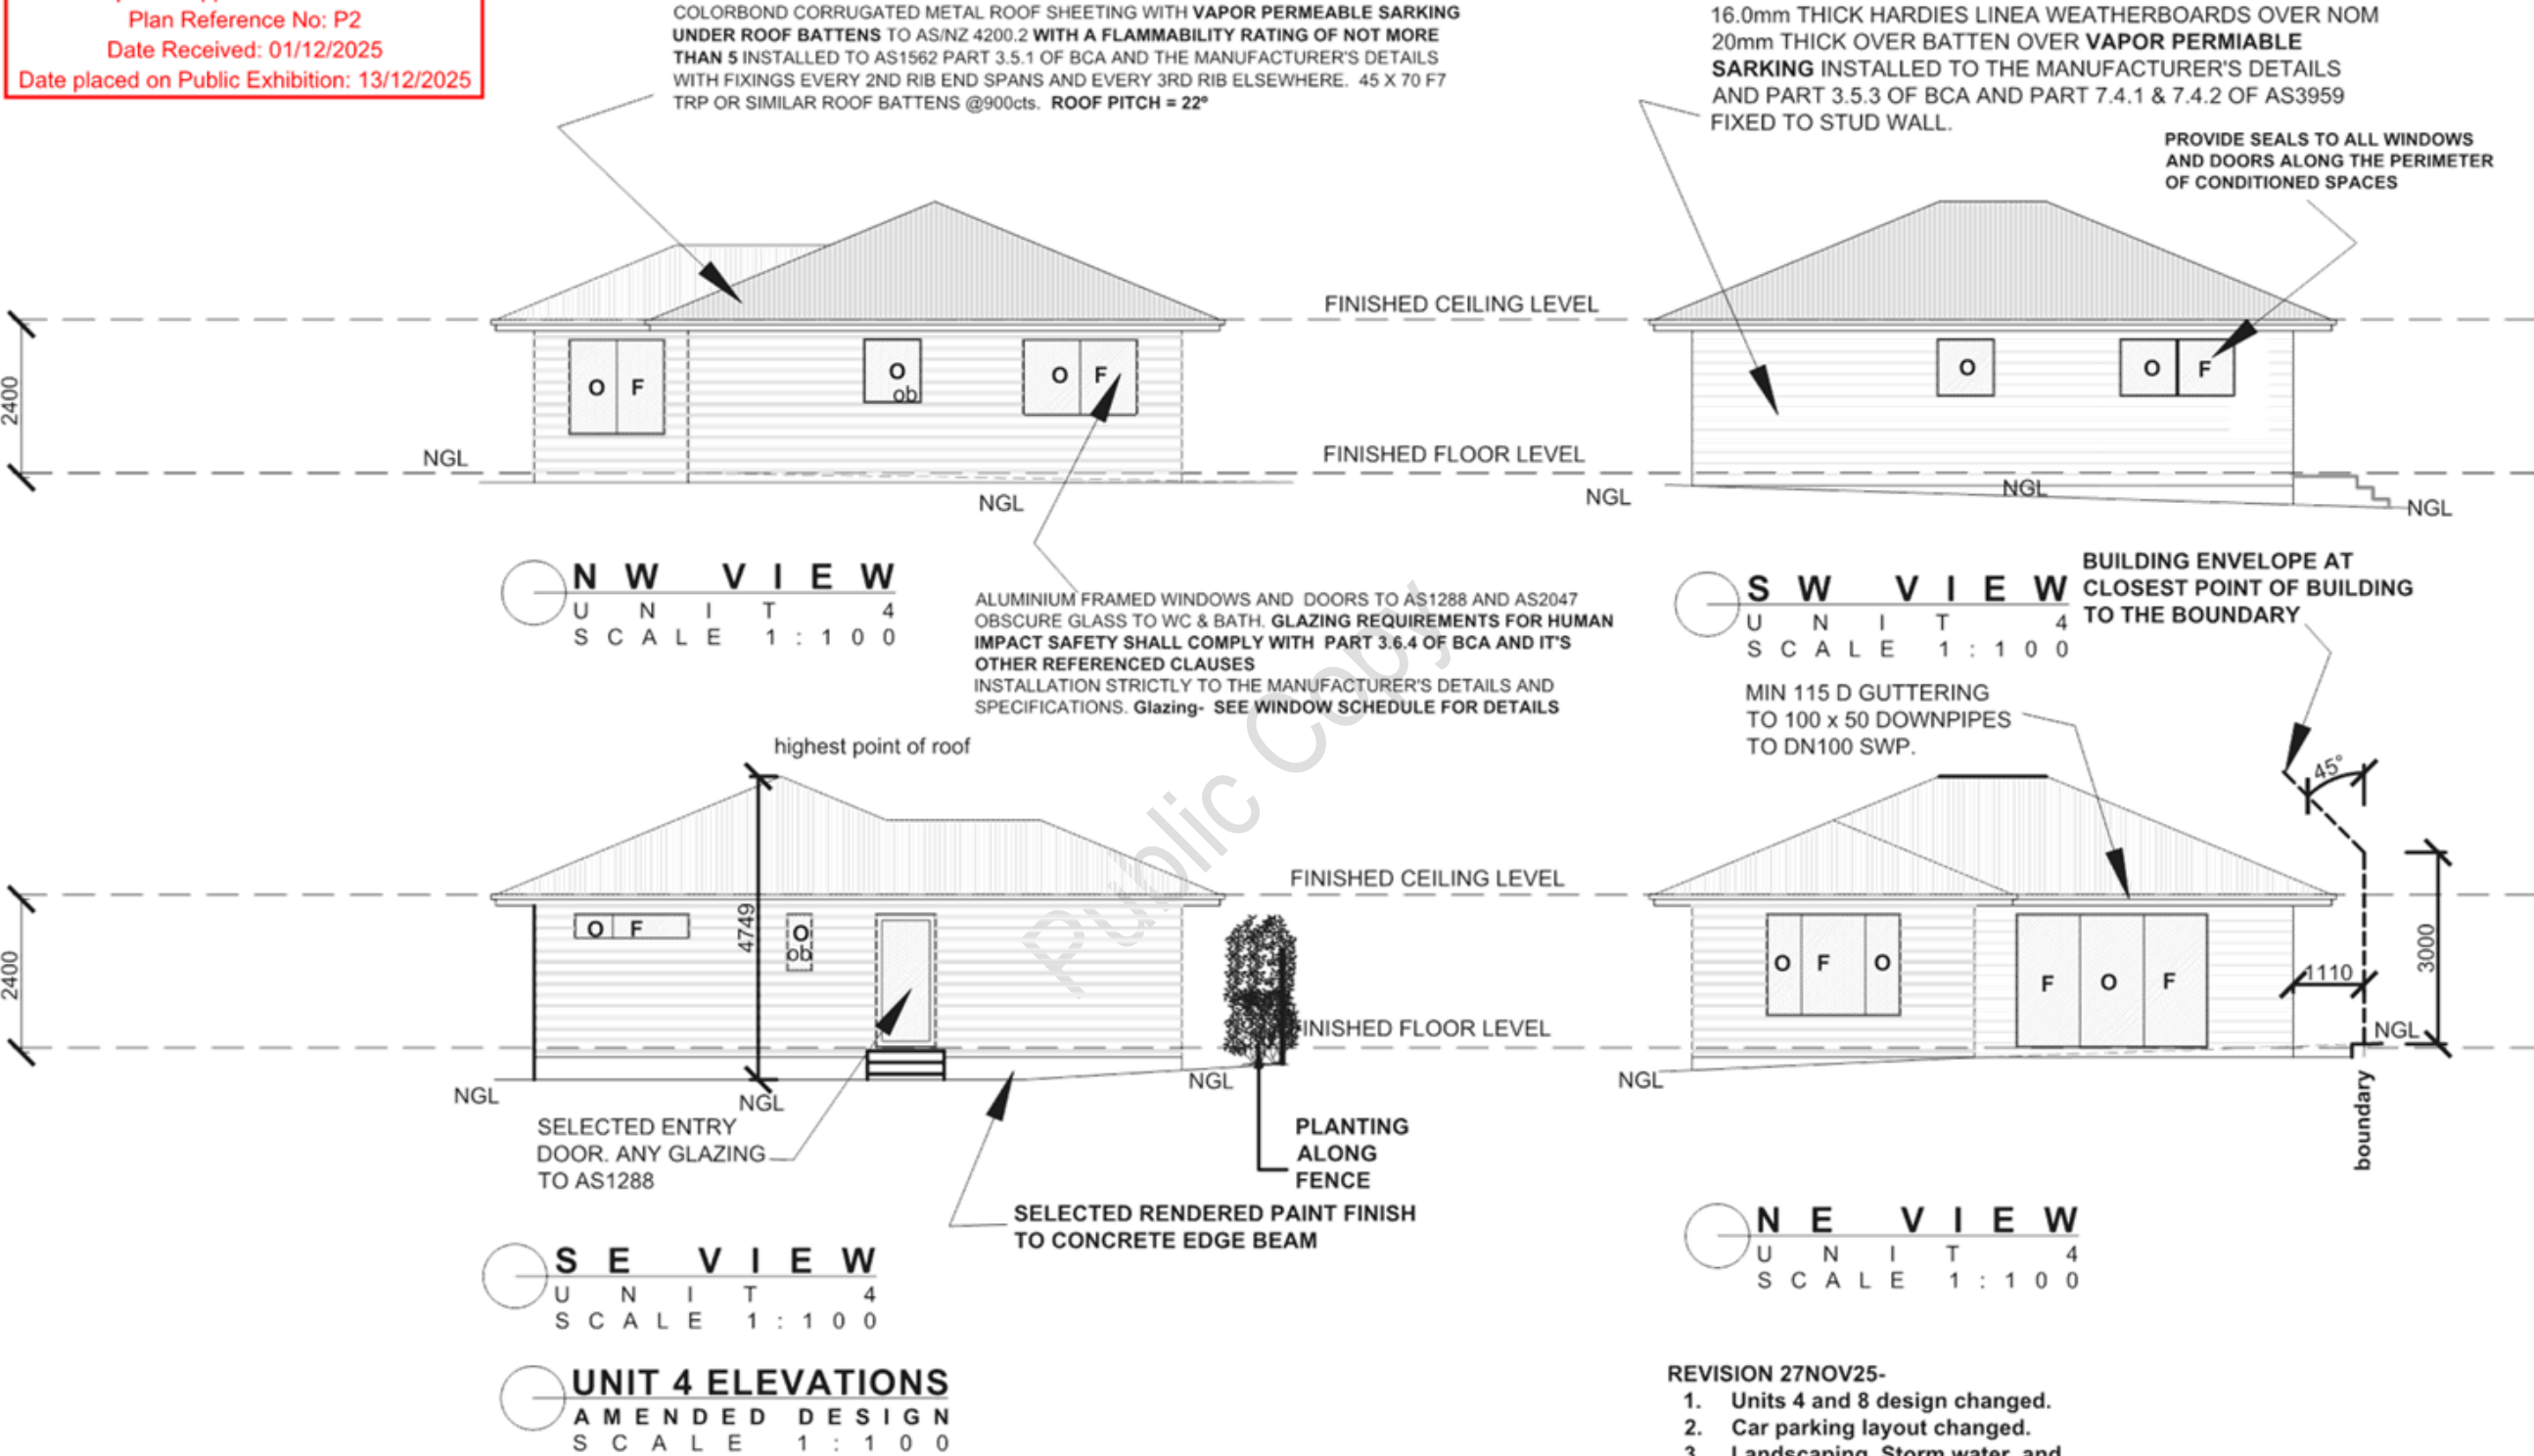 Plan Reference No: P2
Date Received: 01/12/2025
Date placed on Public Exhibition: 13/12/2025
COLORBOND CORRUGATED METAL ROOF SHEETING WITH VAPOR PERMEABLE SARKING
UNDER ROOF BATTENS TO AS/NZ 4200.2 WITH A FLAMMABILITY RATING OF NOT MORE
THAN 5 INSTALLED TO AS1562 PART 3.5.1 OF BCA AND THE MANUFACTURER'S DETAILS
WITH FIXINGS EVERY 2ND RIB END SPANS AND EVERY 3RD RIB ELSEWHERE. 45 X 70 F7
TRP OR SIMILAR ROOF BATTENS @900cts. ROOF PITCH = 22º
16.0mm THICK HARDIES LINEA WEATHERBOARDS OVER NOM
20mm THICK OVER BATTEN OVER VAPOR PERMIABLE
SARKING INSTALLED TO THE MANUFACTURER'S DETAILS
AND PART 3.5.3 OF BCA AND PART 7.4.1 & 7.4.2 OF AS3959
FIXED TO STUD WALL.
PROVIDE SEALS TO ALL WINDOWS
AND DOORS ALONG THE PERIMETER
OF CONDITIONED SPACES
FINISHED CEILING LEVEL
2400
O F
O
ob
O F
O
O F
NGL
FINISHED FLOOR LEVEL
NGL
NGL
NGL
NGL
NW VIEW
UNIT 4
SCALE 1:100
ALUMINIUM FRAMED WINDOWS AND DOORS TO AS1288 AND AS2047
OBSCURE GLASS TO WC & BATH. GLAZING REQUIREMENTS FOR HUMAN
IMPACT SAFETY SHALL COMPLY WITH PART 3.6.4 OF BCA AND IT'S
OTHER REFERENCED CLAUSES
INSTALLATION STRICTLY TO THE MANUFACTURER'S DETAILS AND
SPECIFICATIONS. Glazing- SEE WINDOW SCHEDULE FOR DETAILS
SW VIEW
UNIT 4
SCALE 1:100
BUILDING ENVELOPE AT
CLOSEST POINT OF BUILDING
TO THE BOUNDARY
MIN 115 D GUTTERING
TO 100 x 50 DOWNPIPES
TO DN100 SWP.
Public Copy
highest point of roof
45°
FINISHED CEILING LEVEL
2400
O F
4749
O
ob
O F O
F O F
1110
3000
INISHED FLOOR LEVEL
NGL
NGL
NGL
NGL
NGL
boundary
SELECTED ENTRY
DOOR. ANY GLAZING
TO AS1288
PLANTING
ALONG
FENCE
SELECTED RENDERED PAINT FINISH
TO CONCRETE EDGE BEAM
SE VIEW
UNIT 4
SCALE 1:100
NE VIEW
UNIT 4
SCALE 1:100
UNIT 4 ELEVATIONS
AMENDED DESIGN
SCALE 1:100
REVISION 27NOV25-
1. Units 4 and 8 design changed.
2. Car parking layout changed.
3. Landscaping, Storm water, and